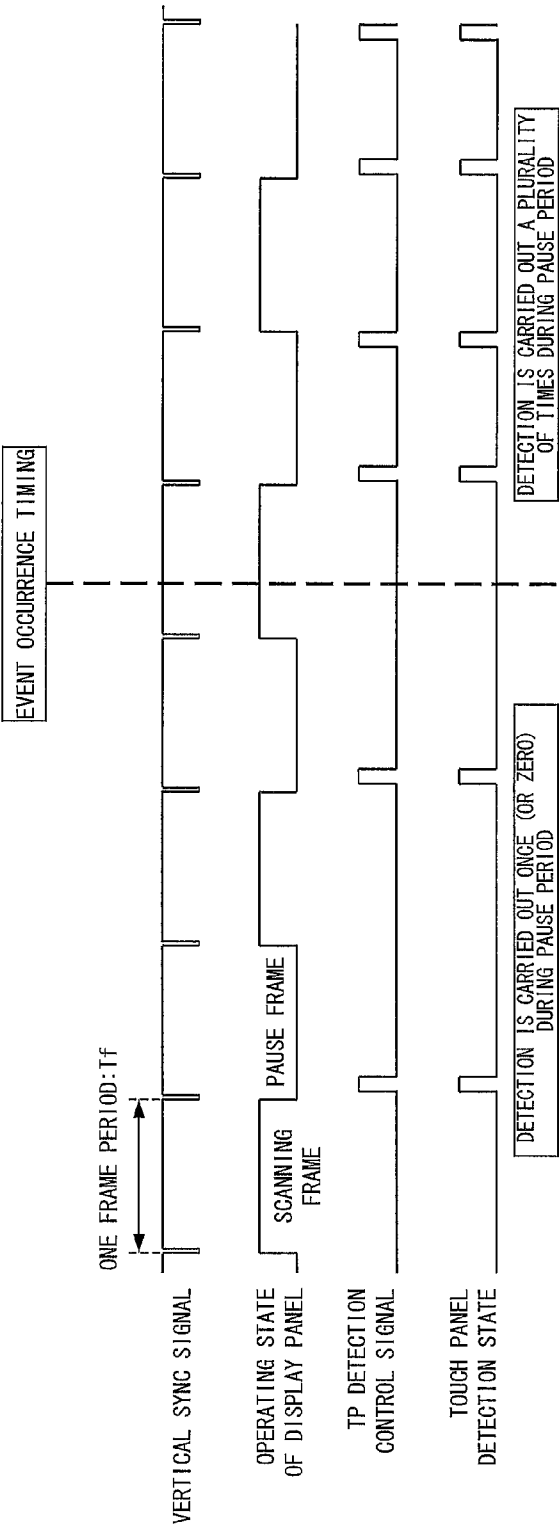 EVENT OCCURRENCE TIMING
ONE FRAME PERIOD:Tf
VERTICAL SYNC SIGNAL
OPERATING STATE
OF DISPLAY PANEL
SCANNING
FRAME
PAUSE FRAME
TP DETECTION
CONTROL SIGNAL
TOUCH PANEL
DETECTION STATE
DETECTION IS CARRIED OUT ONCE (OR ZERO)
DURING PAUSE PERIOD
DETECTION IS CARRIED OUT A PLURALITY
OF TIMES DURING PAUSE PERIOD